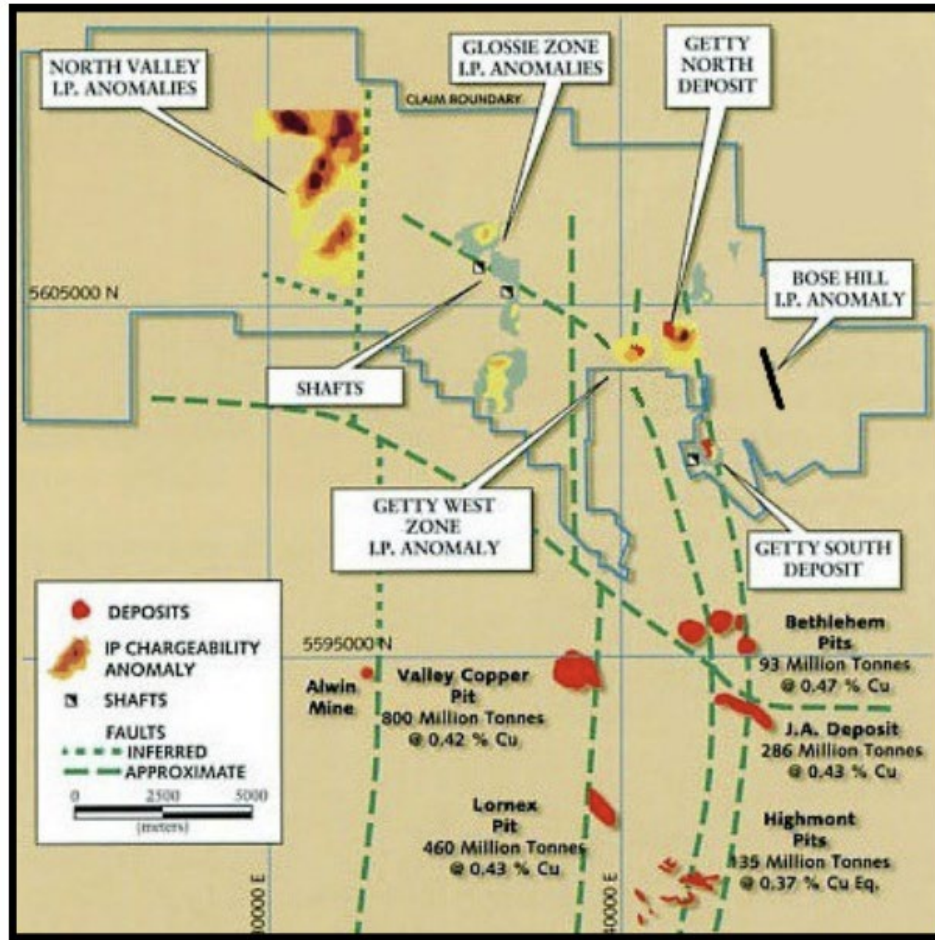 NORTH VALLEY
I.P. ANOMALIES
GLOSSIE ZONE
I.P. ANOMALIES
GETTY
NORTH
DEPOSIT
CLAIM BOUNDARY
5605000 N
BOSE HILL
I.P. ANOMALY
SHAFTS
GETTY WEST
ZONE
I.P. ANOMALY
GETTY SOUTH
DEPOSIT
DEPOSITS
IP CHARGEABILITY
ANOMALY
SHAFTS
FAULTS
INFERRED
APPROXIMATE
0 2500 5000
(meters)
5595000 N
Alwin
Mine
Valley Copper
Pit
800 Million Tonnes
@ 0.42 % Cu
Bethlehem
Pits
93 Million Tonnes
@ 0.47 % Cu
J.A. Deposit
286 Million Tonnes
@ 0.43 % Cu
Lornex
Pit
460 Million Tonnes
@ 0.43 % Cu
Highmont
Pits
135 Million Tonnes
@ 0.37 % Cu Eq.
0000 E
40000 E